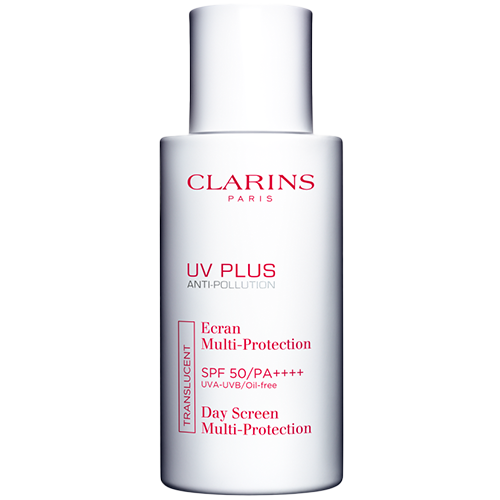 CLARINS
PARIS
UV PLUS
ANTI-POLLUTION
TRANSLUCENT
Ecran
Multi-Protection
SPF 50/PA++++
UVA-UVB/Oil-free
Day Screen
Multi-Protection